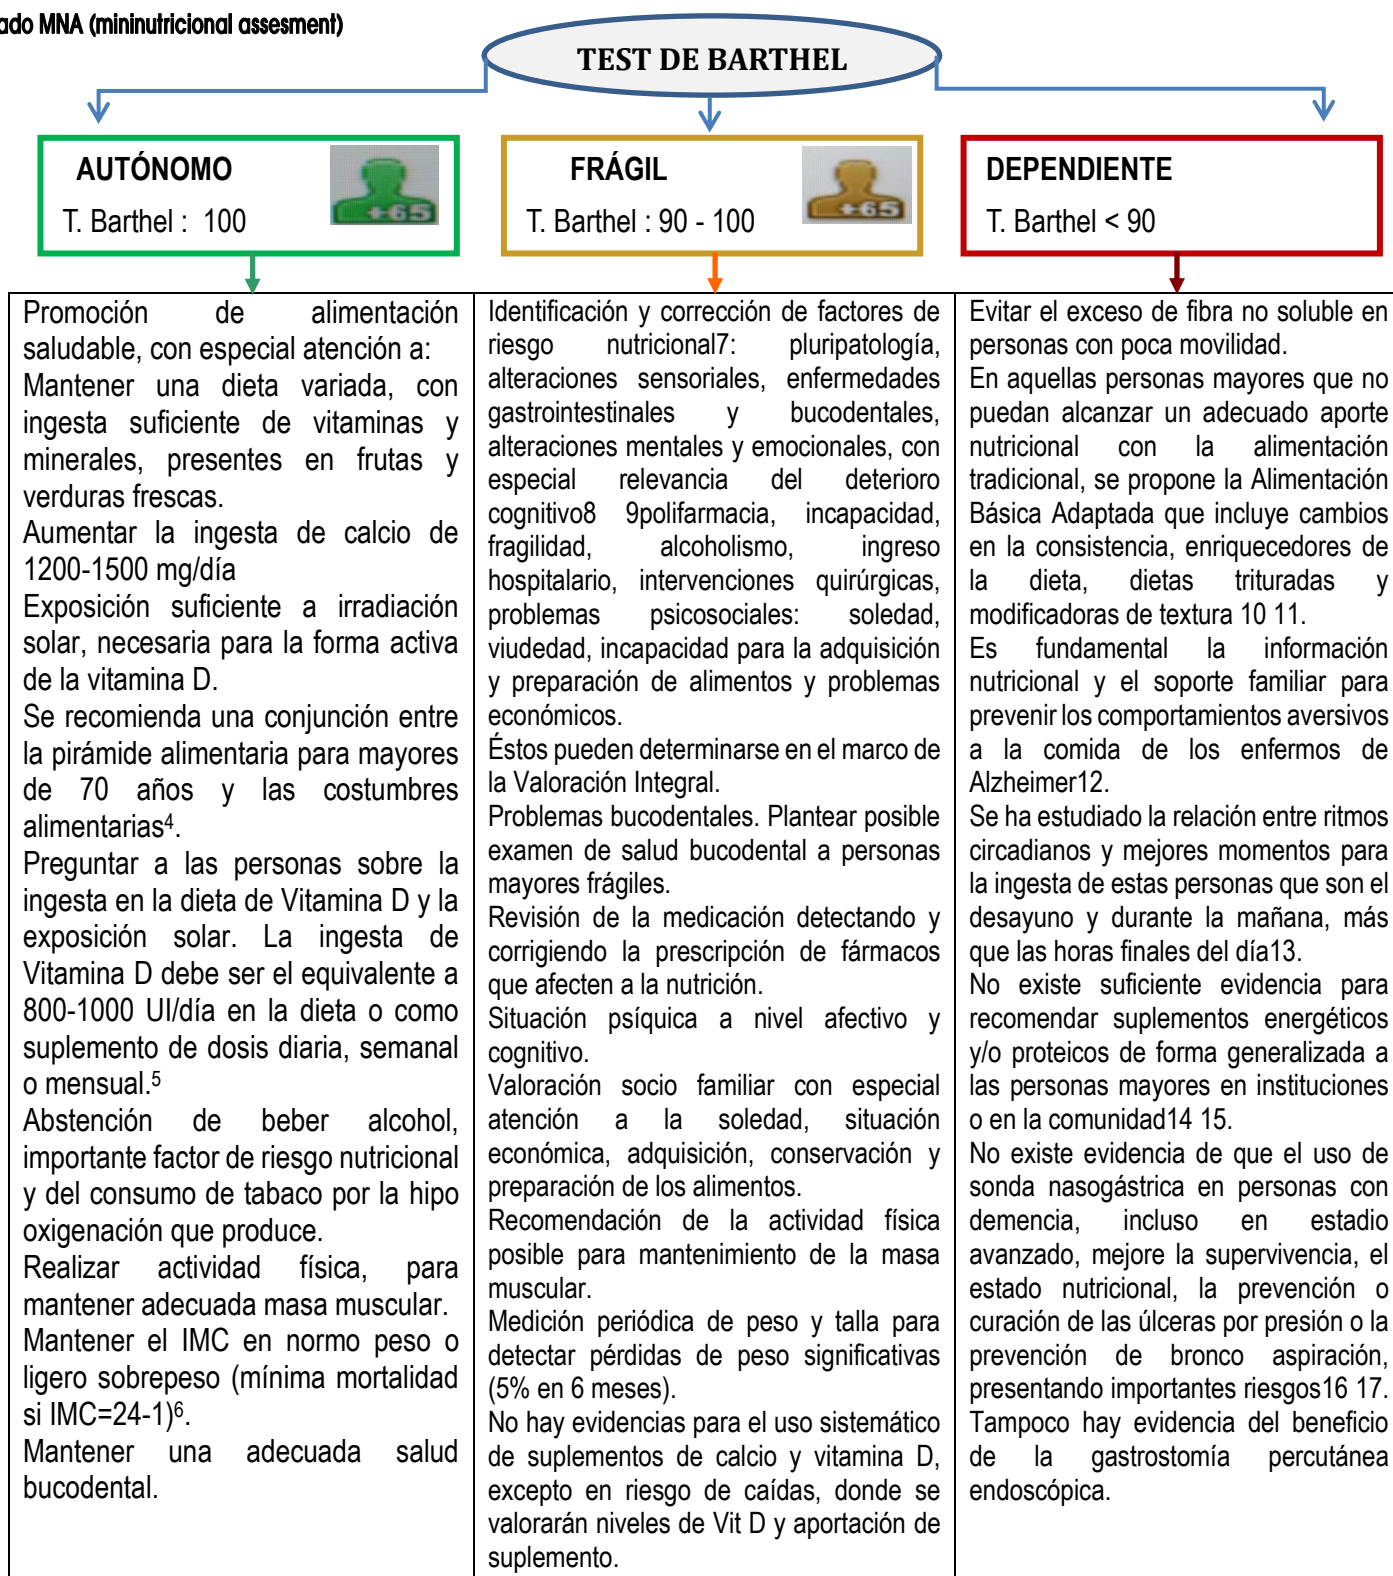 ado MNA (mininutricional assesment)
TEST DE BARTHEL
AUTÓNOMO
T. Barthel : 100
+65
FRÁGIL
T. Barthel : 90 - 100
+65
DEPENDIENTE
T. Barthel < 90
Promoción de alimentación
saludable, con especial atención a:
Mantener una dieta variada, con
ingesta suficiente de vitaminas y
minerales, presentes en frutas y
verduras frescas.
Aumentar la ingesta de calcio de
1200-1500 mg/día
Exposición suficiente a irradiación
solar, necesaria para la forma activa
de la vitamina D.
Se recomienda una conjunción entre
la pirámide alimentaria para mayores
de 70 años y las costumbres
alimentarias4.
Preguntar a las personas sobre la
ingesta en la dieta de Vitamina D y la
exposición solar. La ingesta de
Vitamina D debe ser el equivalente a
800-1000 UI/día en la dieta o como
suplemento de dosis diaria, semanal
o mensual.5
Abstención de beber alcohol,
importante factor de riesgo nutricional
y del consumo de tabaco por la hipo
oxigenación que produce.
Realizar actividad física, para
mantener adecuada masa muscular.
Mantener el IMC en normo peso o
ligero sobrepeso (mínima mortalidad
si IMC=24-1)6.
Mantener una adecuada salud
bucodental.
Identificación y corrección de factores de
riesgo nutricional7: pluripatología,
alteraciones sensoriales, enfermedades
gastrointestinales y bucodentales,
alteraciones mentales y emocionales, con
especial relevancia del deterioro
cognitivo8 9polifarmacia, incapacidad,
fragilidad, alcoholismo, ingreso
hospitalario, intervenciones quirúrgicas,
problemas psicosociales: soledad,
viudedad, incapacidad para la adquisición
y preparación de alimentos y problemas
económicos.
Éstos pueden determinarse en el marco de
la Valoración Integral.
Problemas bucodentales. Plantear posible
examen de salud bucodental a personas
mayores frágiles.
Revisión de la medicación detectando y
corrigiendo la prescripción de fármacos
que afecten a la nutrición.
Situación psíquica a nivel afectivo y
cognitivo.
Valoración socio familiar con especial
atención a la soledad, situación
económica, adquisición, conservación y
preparación de los alimentos.
Recomendación de la actividad física
posible para mantenimiento de la masa
muscular.
Medición periódica de peso y talla para
detectar pérdidas de peso significativas
(5% en 6 meses).
No hay evidencias para el uso sistemático
de suplementos de calcio y vitamina D,
excepto en riesgo de caídas, donde se
valorarán niveles de Vit D y aportación de
suplemento.
Evitar el exceso de fibra no soluble en
personas con poca movilidad.
En aquellas personas mayores que no
puedan alcanzar un adecuado aporte
nutricional con la alimentación
tradicional, se propone la Alimentación
Básica Adaptada que incluye cambios
en la consistencia, enriquecedores de
la dieta, dietas trituradas y
modificadoras de textura 10 11.
Es fundamental la información
nutricional y el soporte familiar para
prevenir los comportamientos aversivos
a la comida de los enfermos de
Alzheimer12.
Se ha estudiado la relación entre ritmos
circadianos y mejores momentos para
la ingesta de estas personas que son el
desayuno y durante la mañana, más
que las horas finales del día13.
No existe suficiente evidencia para
recomendar suplementos energéticos
y/o proteicos de forma generalizada a
las personas mayores en instituciones
o en la comunidad14 15.
No existe evidencia de que el uso de
sonda nasogástrica en personas con
demencia, incluso en estadio
avanzado, mejore la supervivencia, el
estado nutricional, la prevención o
curación de las úlceras por presión o la
prevención de bronco aspiración,
presentando importantes riesgos16 17.
Tampoco hay evidencia del beneficio
de la gastrostomía percutánea
endoscópica.